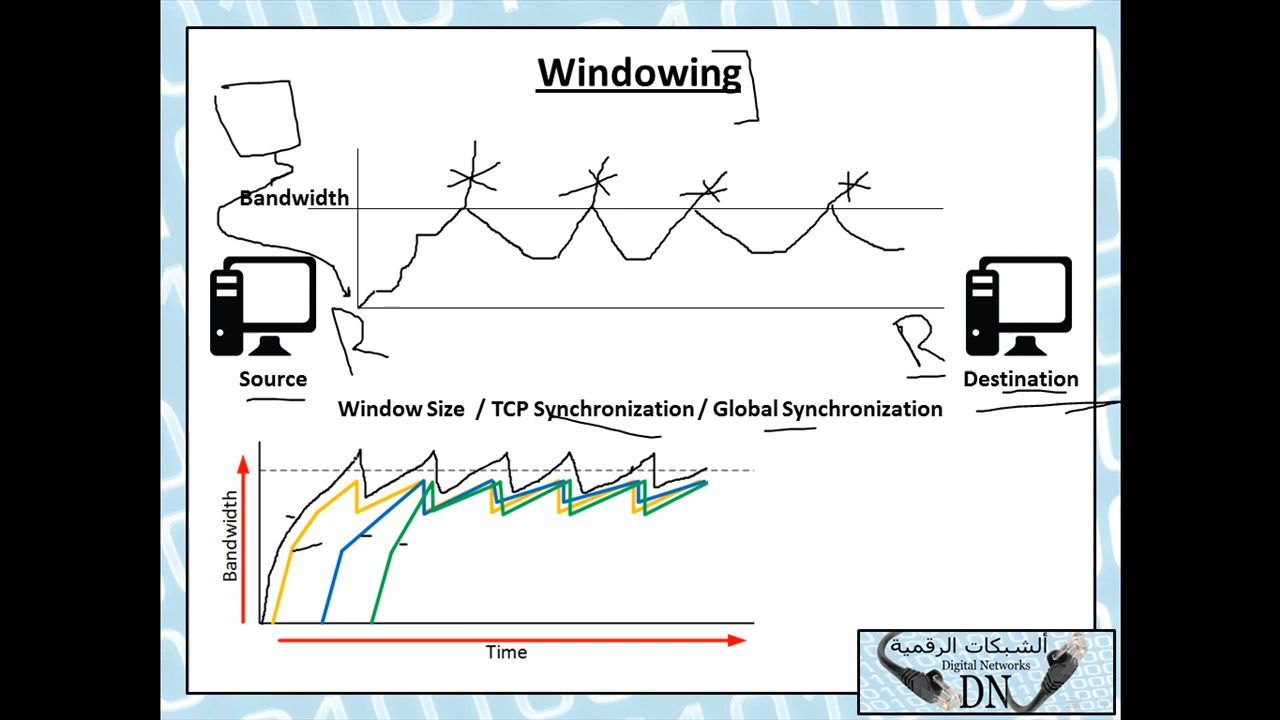 Windowing
Bandwidth
R
R
Source
Destination
Window Size / TCP Synchronization / Global Synchronization
Bandwidth
Time
ألشبكات الرقمية
Digital Networks
DN